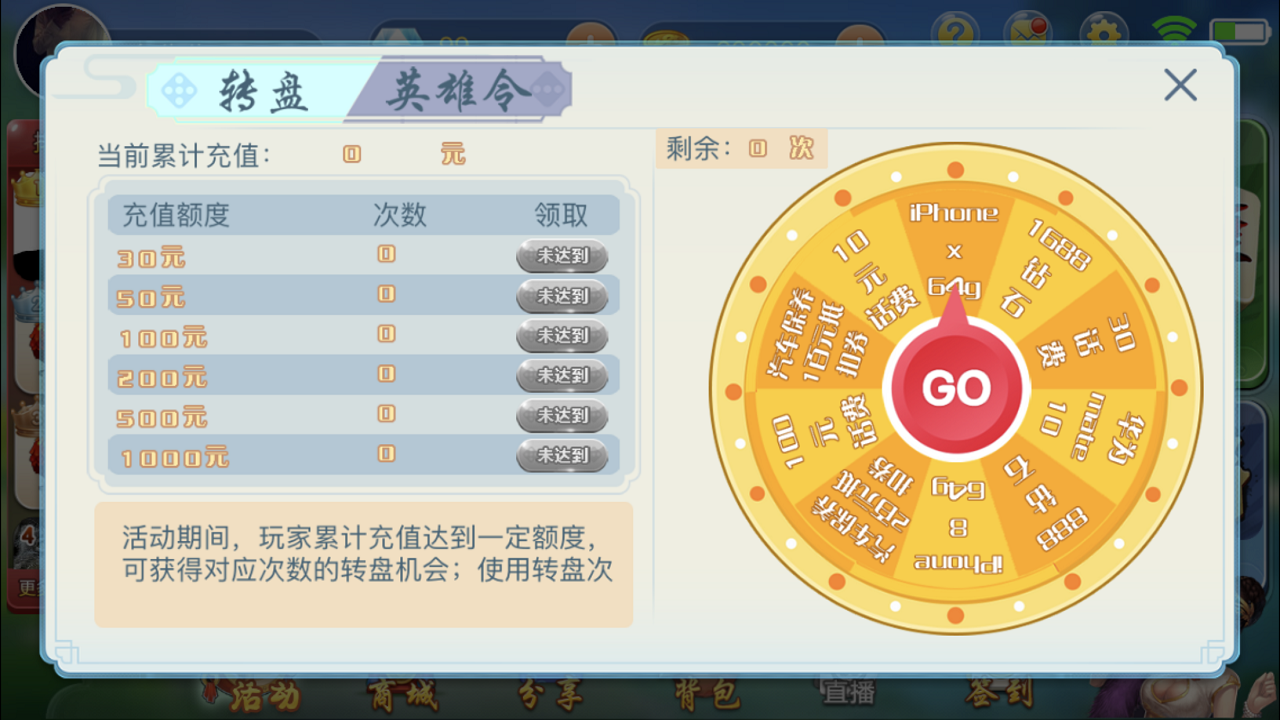 转盘
英雄令
当前累计充值: 0 元
剩余: 0 次
充值额度 次数 领取
30元 0 未达到
50元 0 未达到
100元 0 未达到
200元 0 未达到
500元 0 未达到
1000元 0 未达到
活动期间，玩家累计充值达到一定额度，
可获得对应次数的转盘机会；使用转盘次
iPhone
x
64g
1688
钻
石
30
话
费
华为
mate
10
888
钻
石
iPhone
8
64g
汽车保养
2百元抵
扣券
100
元
话费
汽车保养
1百元抵
扣券
10
元
话费
GO
活动
商城
分享
背包
直播
签到